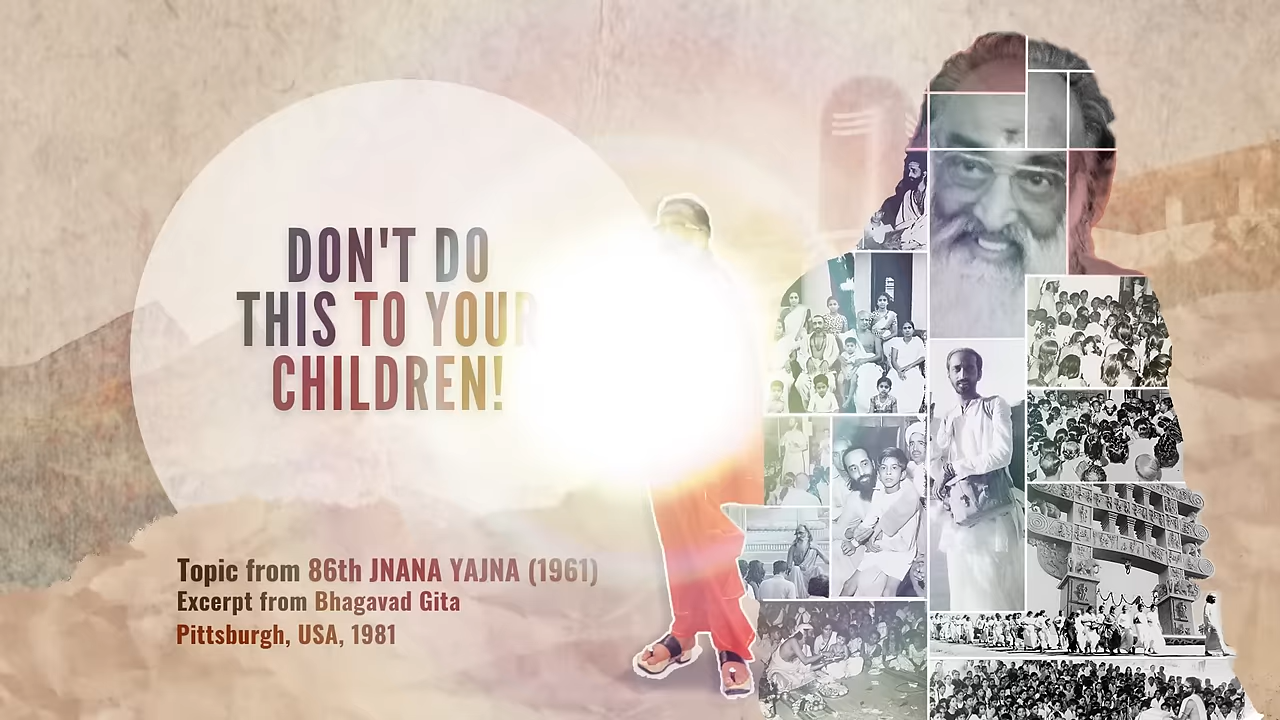 DON'T DO
THIS TO YOUR
CHILDREN!
Topic from 86th JNANA YAJNA (1961)
Excerpt from Bhagavad Gita
Pittsburgh, USA, 1981